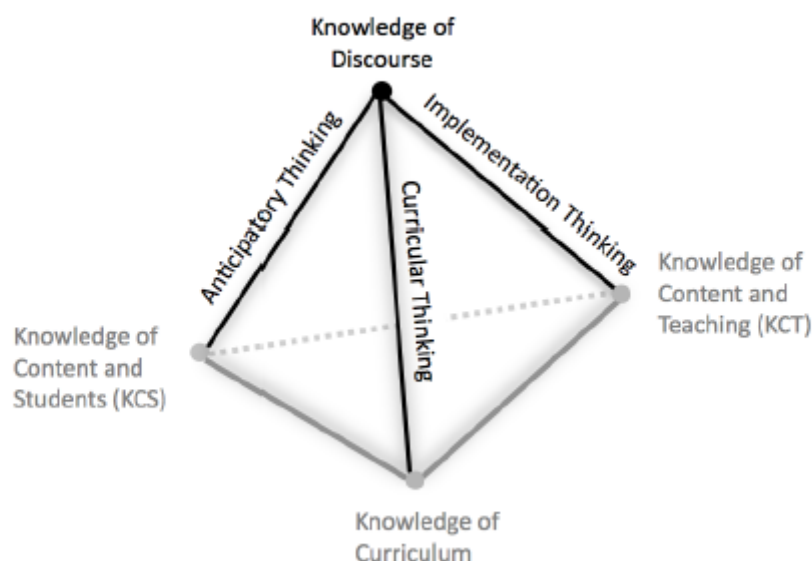 Knowledge of
Discourse
Anticipatory Thinking
Implementation Thinking
Curricular Thinking
Knowledge of
Content and
Teaching (KCT)
Knowledge of
Content and
Students (KCS)
Knowledge of
Curriculum